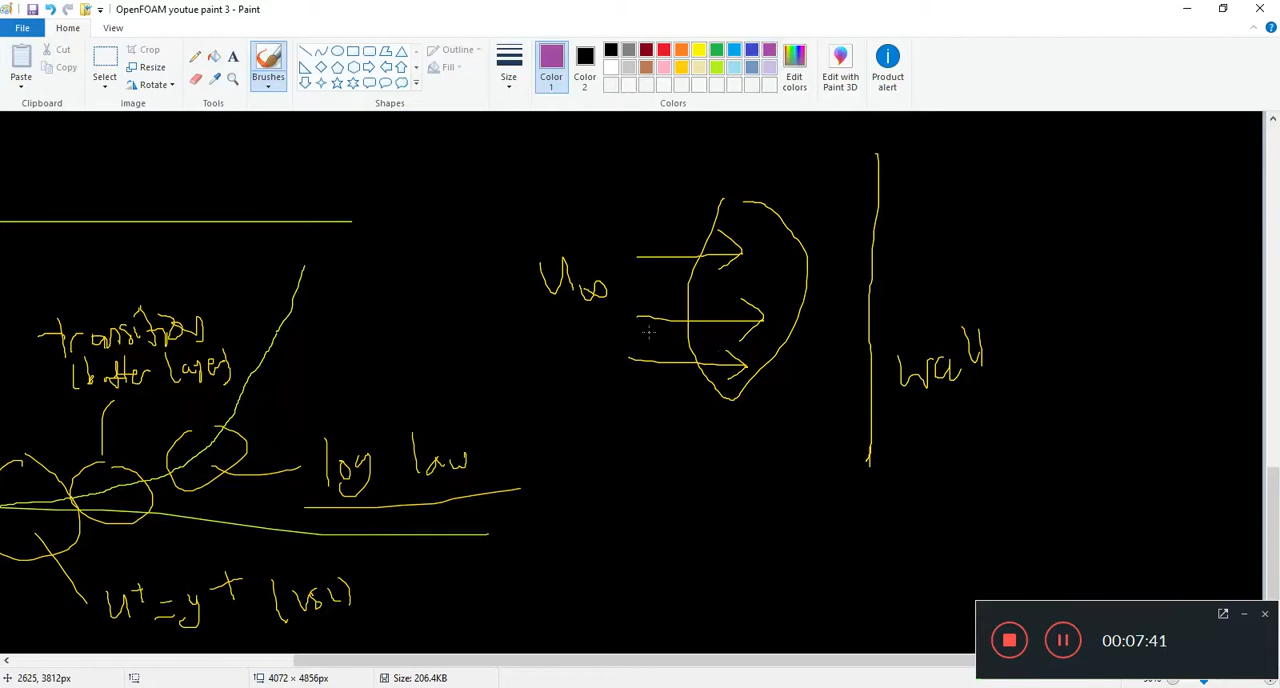 OpenFOAM youtue paint 3 - Paint
File Home View
Paste
Cut
Copy
Clipboard
Select
Crop
Resize
Rotate
Image
Tools
Brushes
Shapes
Outline
Fill
Size
Color 1
Color 2
Colors
Edit colors
Edit with Paint 3D
Product alert
U∞
wall
transition
(buffer layer)
log law
u+ = y+
2625, 3812px
4072 × 4856px
Size: 206.4KB
00:07:41